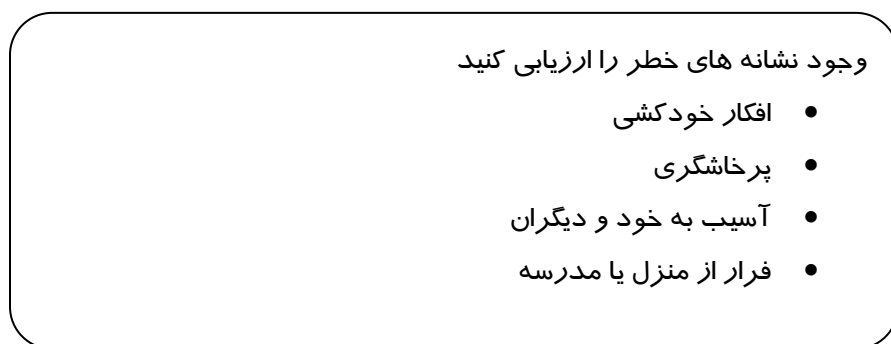 وجود نشانه های خطر را ارزیابی کنید
• افکار خودکشی
• پرخاشگری
• آسیب به خود و دیگران
• فرار از منزل یا مدرسه